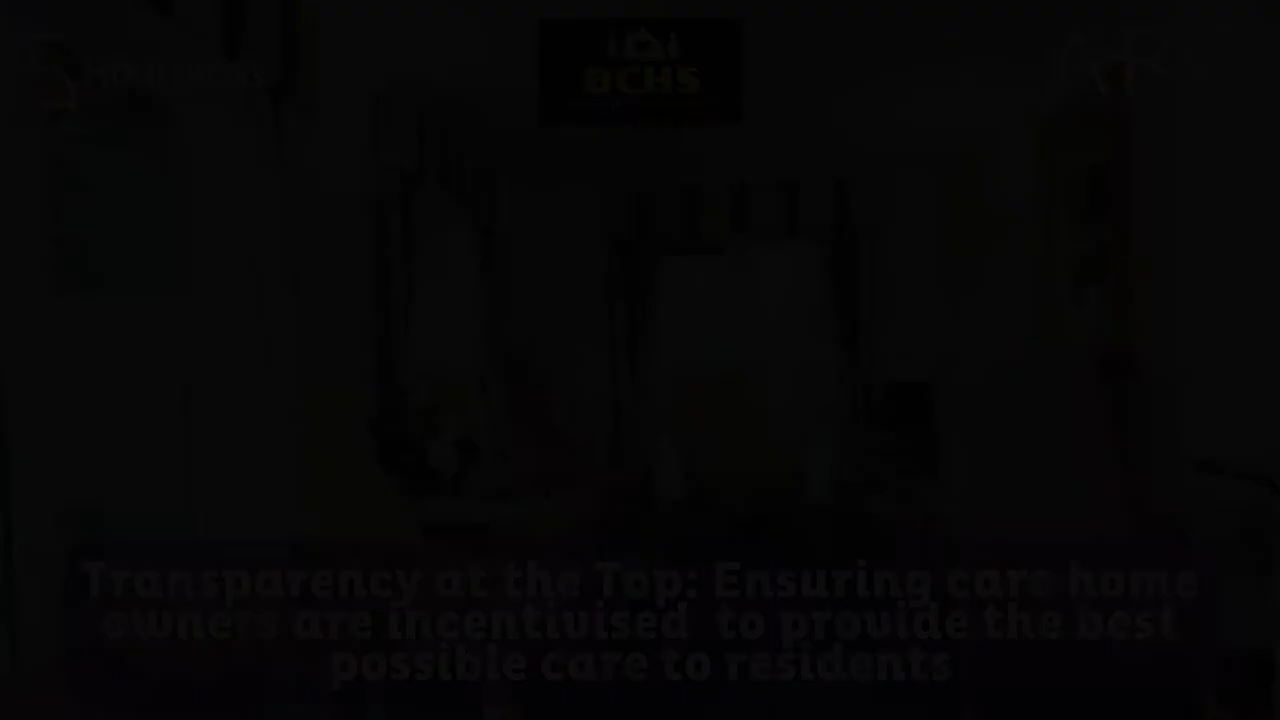 BCHS
Transparency at the Top: Ensuring care home
owners are incentivised to provide the best
possible care to residents